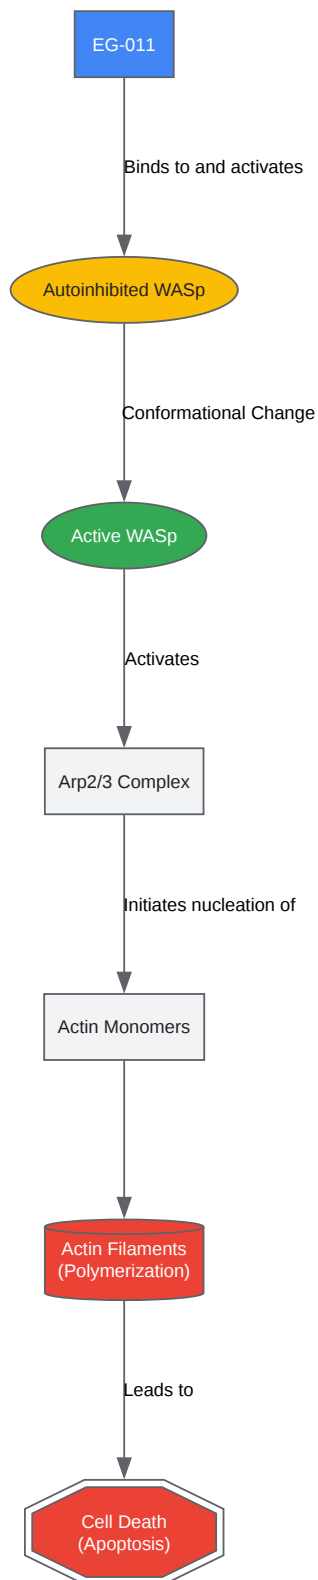 EG-011
Binds to and activates
Autoinhibited WASp
Conformational Change
Active WASp
Activates
Arp2/3 Complex
Initiates nucleation of
Actin Monomers
Actin Filaments
(Polymerization)
Leads to
Cell Death
(Apoptosis)